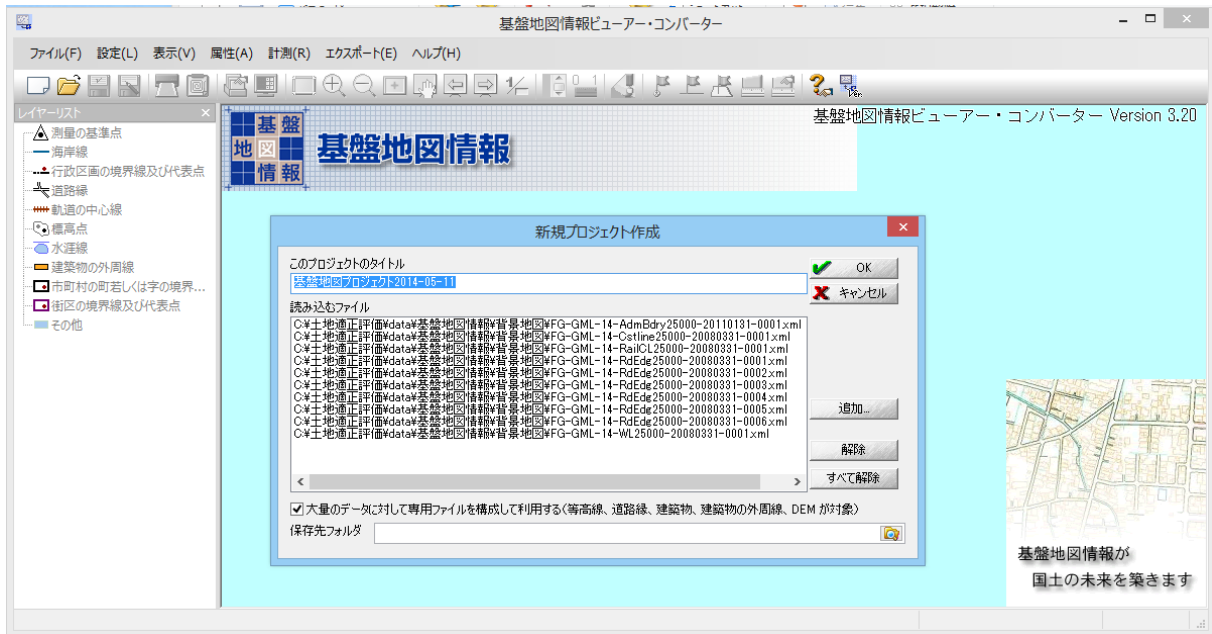 基盤地図情報ビューアー・コンバーター
ファイル(F) 設定(L) 表示(V) 属性(A) 計測(R) エクスポート(E) ヘルプ(H)
レイヤーリスト
測量の基準点
海岸線
行政区画の境界線及び代表点
道路縁
軌道の中心線
標高点
水涯線
建築物の外周線
市町村の町若しくは字の境界...
街区の境界線及び代表点
その他
基盤
地図
情報
基盤地図情報
基盤地図情報ビューアー・コンバーター Version 3.20
新規プロジェクト作成
このプロジェクトのタイトル
基盤地図プロジェクト2014-05-11
OK
キャンセル
読み込むファイル
C:¥土地適正評価¥data¥基盤地図情報¥背景地図¥FG-GML-14-AdmBdry25000-20110131-0001.xml
C:¥土地適正評価¥data¥基盤地図情報¥背景地図¥FG-GML-14-Cstline25000-20080331-0001.xml
C:¥土地適正評価¥data¥基盤地図情報¥背景地図¥FG-GML-14-RailCL25000-20080331-0001.xml
C:¥土地適正評価¥data¥基盤地図情報¥背景地図¥FG-GML-14-RdEdg25000-20080331-0001.xml
C:¥土地適正評価¥data¥基盤地図情報¥背景地図¥FG-GML-14-RdEdg25000-20080331-0002.xml
C:¥土地適正評価¥data¥基盤地図情報¥背景地図¥FG-GML-14-RdEdg25000-20080331-0003.xml
C:¥土地適正評価¥data¥基盤地図情報¥背景地図¥FG-GML-14-RdEdg25000-20080331-0004.xml
C:¥土地適正評価¥data¥基盤地図情報¥背景地図¥FG-GML-14-RdEdg25000-20080331-0005.xml
C:¥土地適正評価¥data¥基盤地図情報¥背景地図¥FG-GML-14-RdEdg25000-20080331-0006.xml
C:¥土地適正評価¥data¥基盤地図情報¥背景地図¥FG-GML-14-WL25000-20080331-0001.xml
追加...
解除
すべて解除
大量のデータに対して専用ファイルを構成して利用する(等高線、道路縁、建築物、建築物の外周線、DEM が対象)
保存先フォルダ
基盤地図情報が
国土の未来を築きます